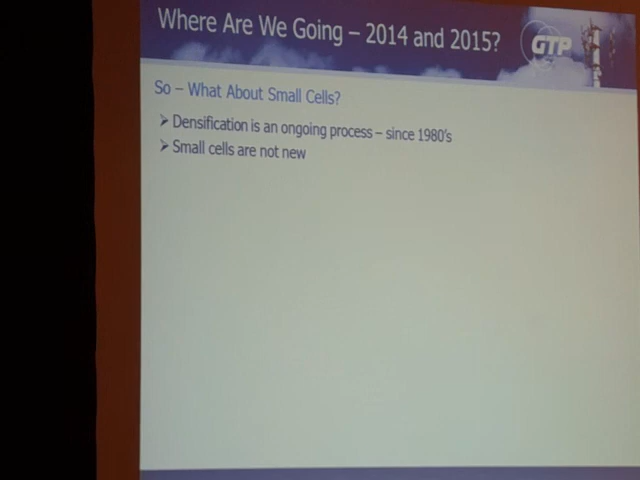 Where Are We Going – 2014 and 2015?
GTP
So – What About Small Cells?
➢ Densification is an ongoing process – since 1980's
➢ Small cells are not new